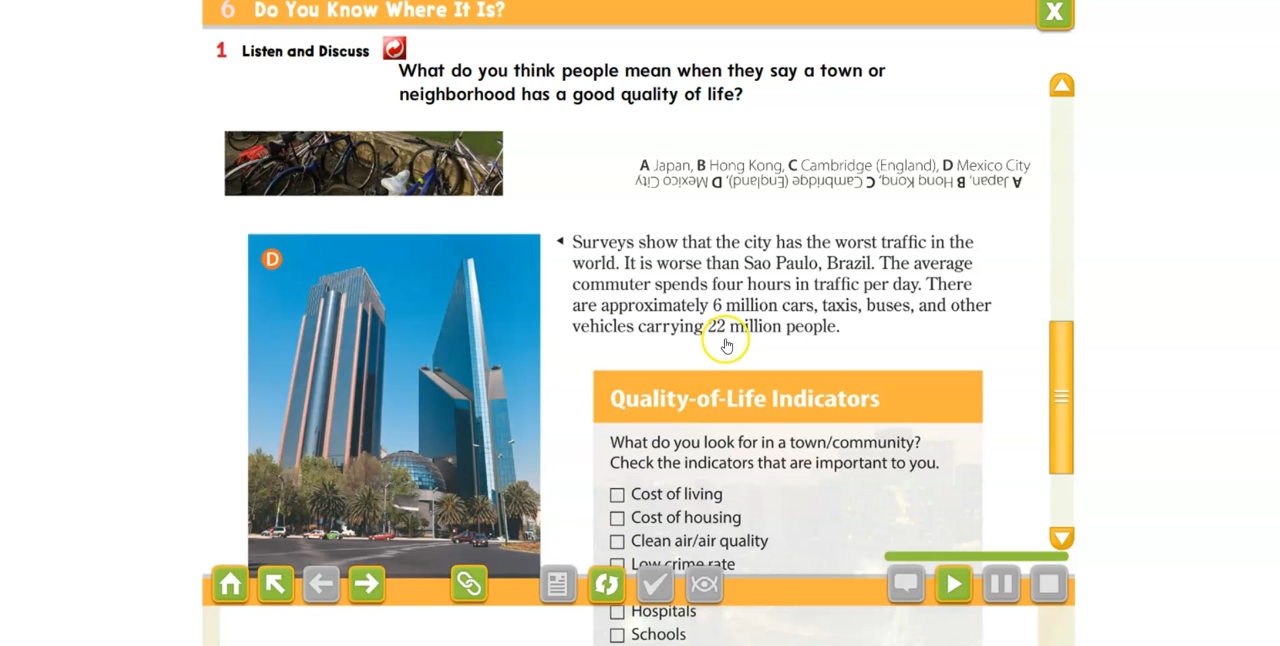 6 Do You Know Where It Is?
X
1 Listen and Discuss
What do you think people mean when they say a town or
neighborhood has a good quality of life?
A Japan, B Hong Kong, C Cambridge (England), D Mexico City
A Japan, B Hong Kong, C Cambridge (England), D Mexico City
D
Surveys show that the city has the worst traffic in the
world. It is worse than Sao Paulo, Brazil. The average
commuter spends four hours in traffic per day. There
are approximately 6 million cars, taxis, buses, and other
vehicles carrying 22 million people.
Quality-of-Life Indicators
What do you look for in a town/community?
Check the indicators that are important to you.
Cost of living
Cost of housing
Clean air/air quality
Low crime rate
Hospitals
Schools